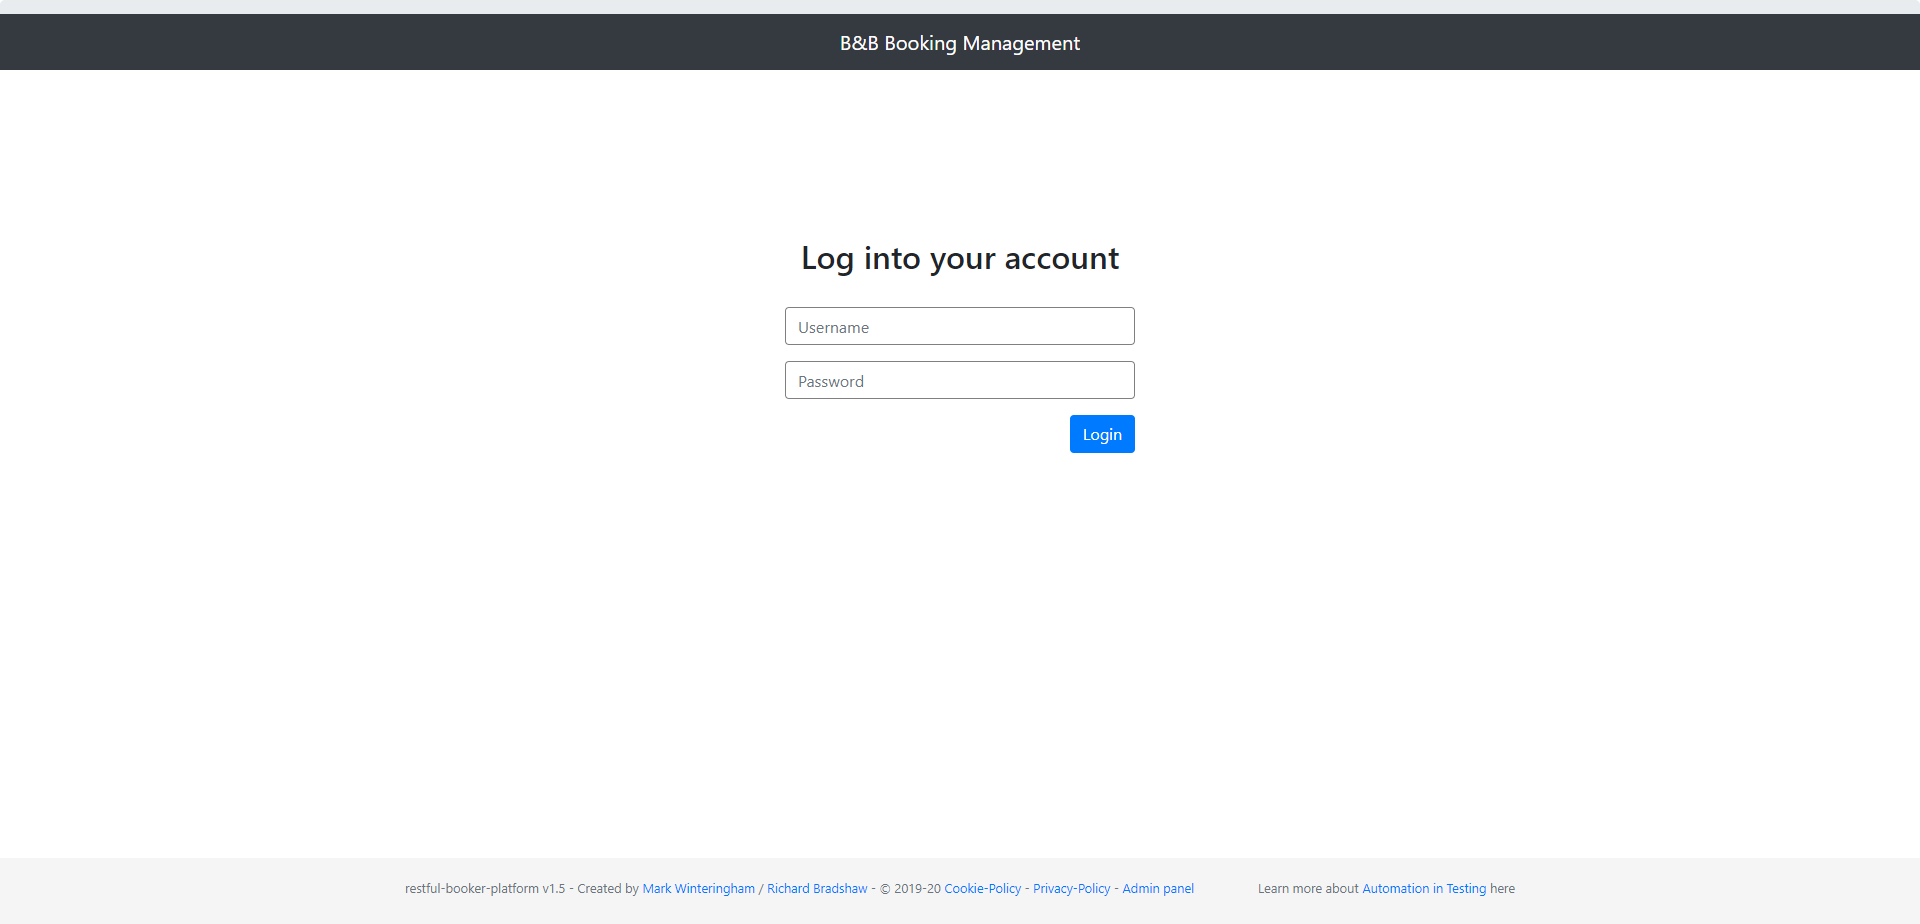 B&B Booking Management
Log into your account
Username
Password
Login
restful-booker-platform v1.5 - Created by Mark Winteringham / Richard Bradshaw - © 2019-20 Cookie-Policy - Privacy-Policy - Admin panel
Learn more about Automation in Testing here